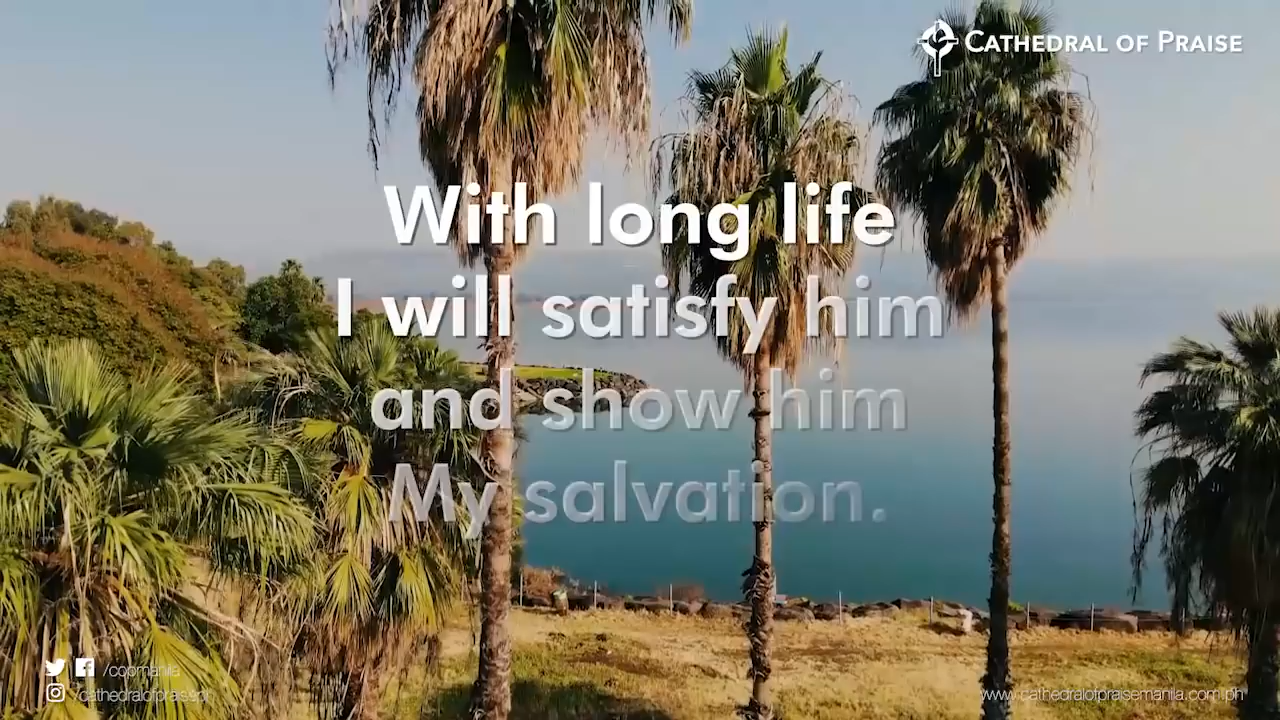 CATHEDRAL OF PRAISE
With long life
I will satisfy him
and show him
My salvation.
/copmanila
/cathedralofpraiseph
www.cathedralofpraisemanila.com.ph